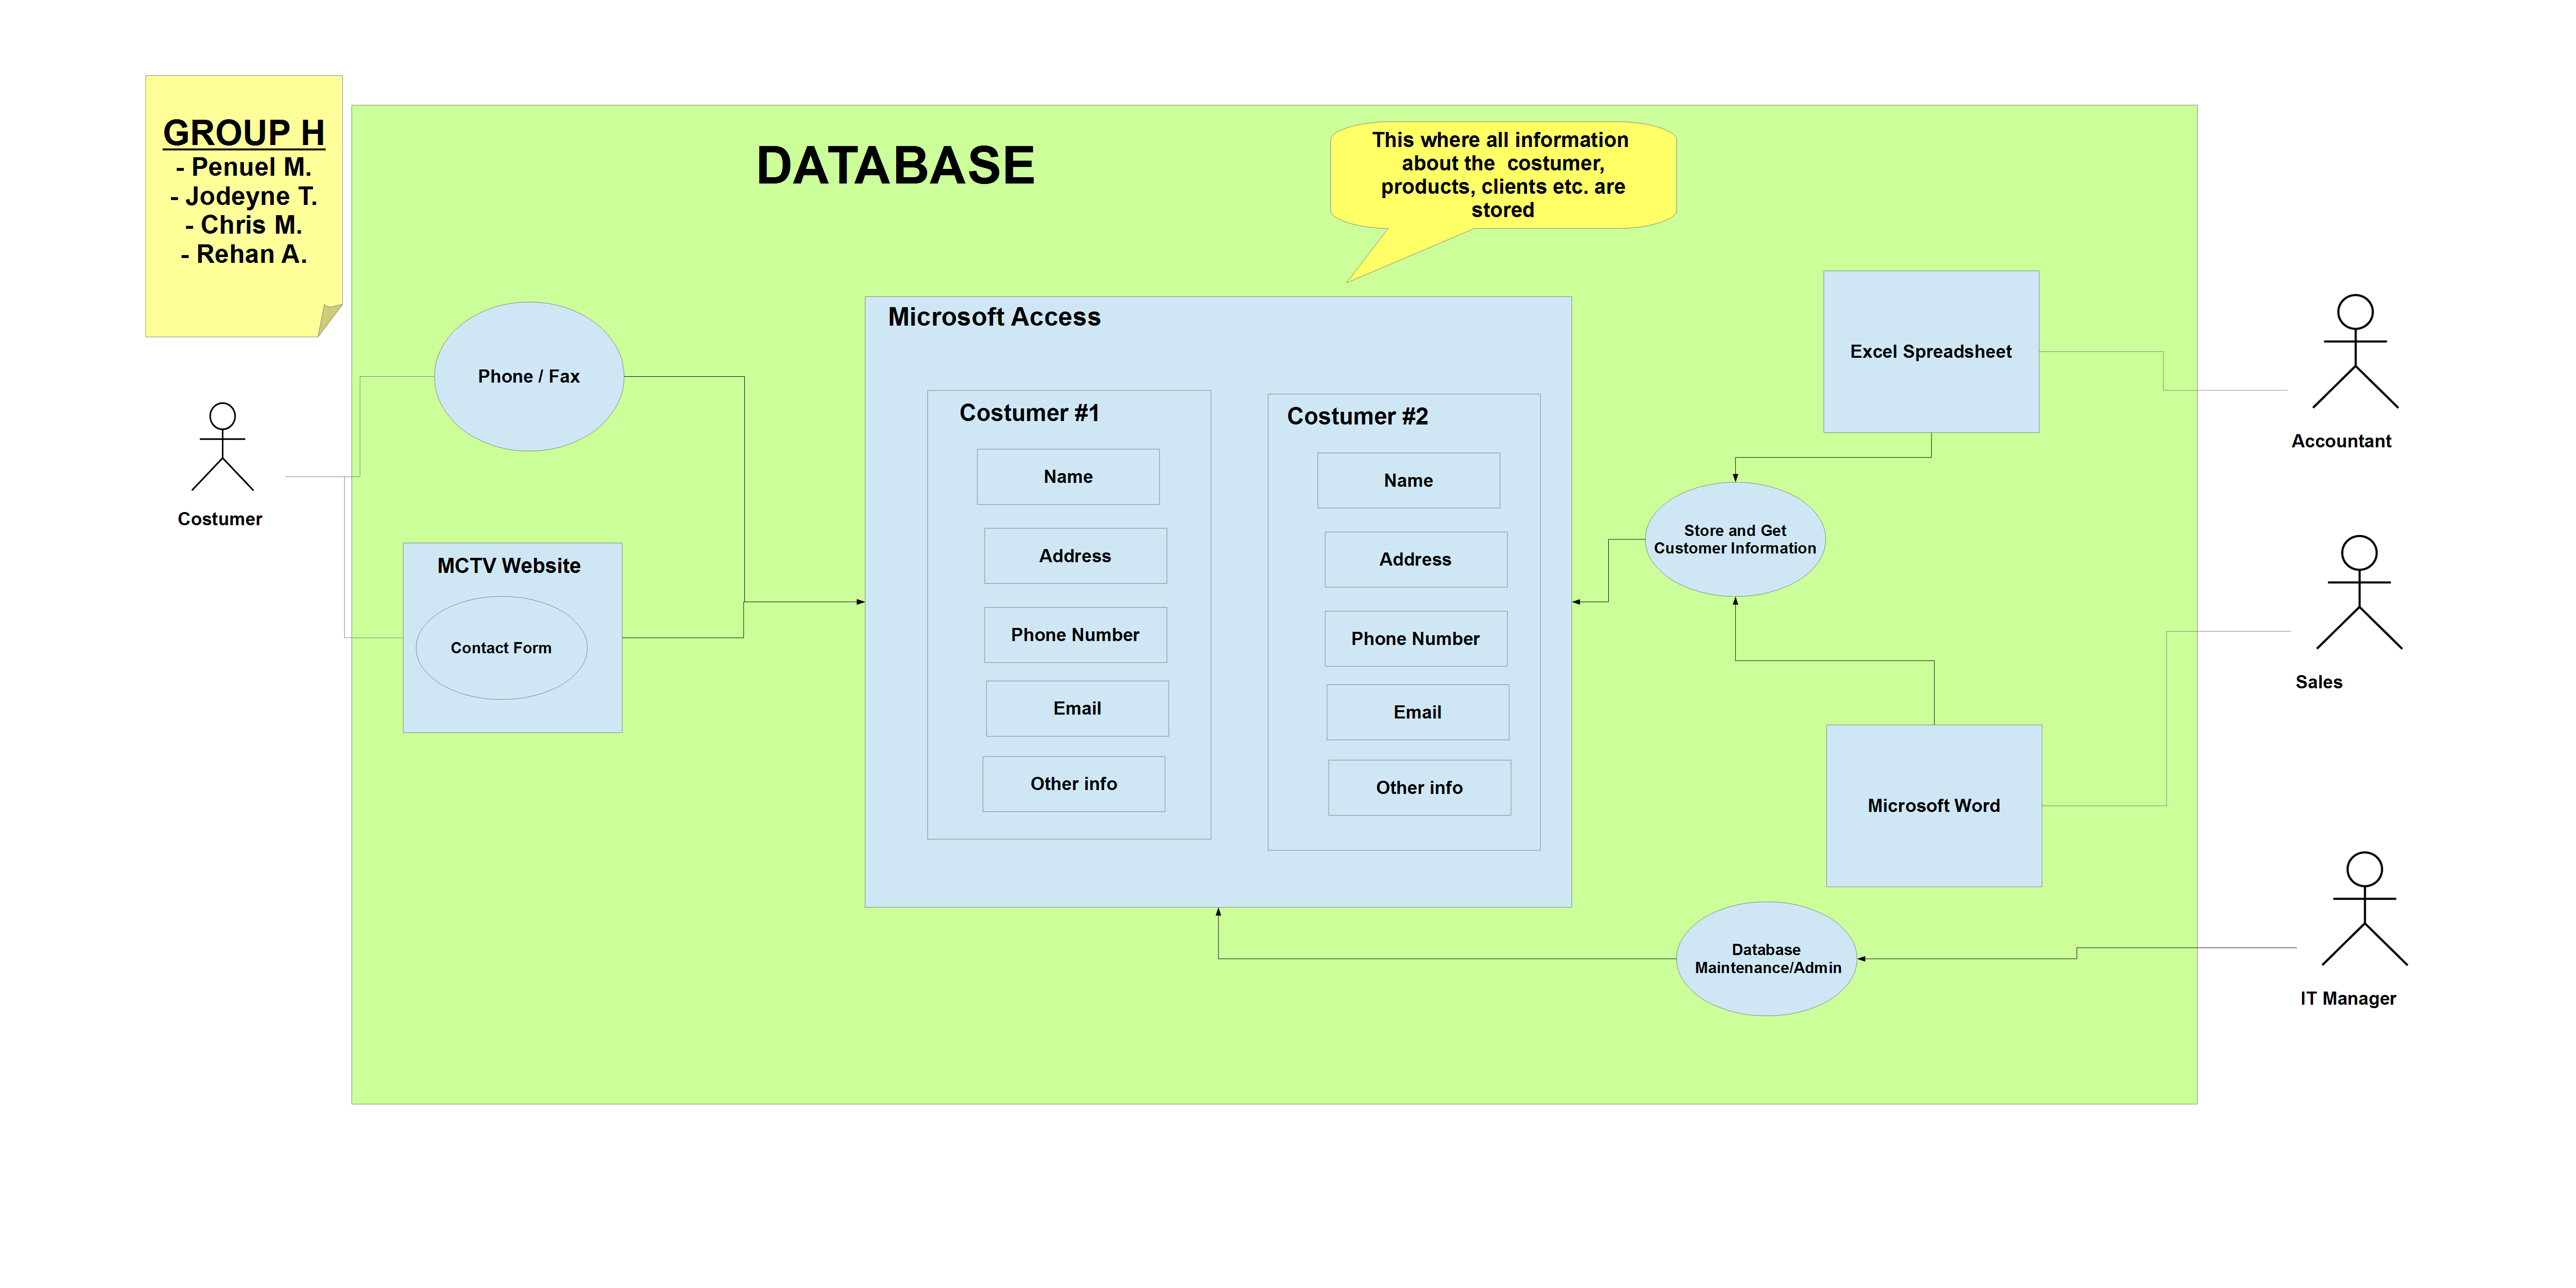 GROUP H
- Penuel M.
- Jodeyne T.
- Chris M.
- Rehan A.
DATABASE
This where all information
about the  costumer,
products, clients etc. are
stored
Phone / Fax
Costumer
MCTV Website
Contact Form
Microsoft Access
Costumer #1
Name
Address
Phone Number
Email
Other info
Costumer #2
Name
Address
Phone Number
Email
Other info
Excel Spreadsheet
Store and Get
Customer Information
Microsoft Word
Database
Maintenance/Admin
Accountant
Sales
IT Manager